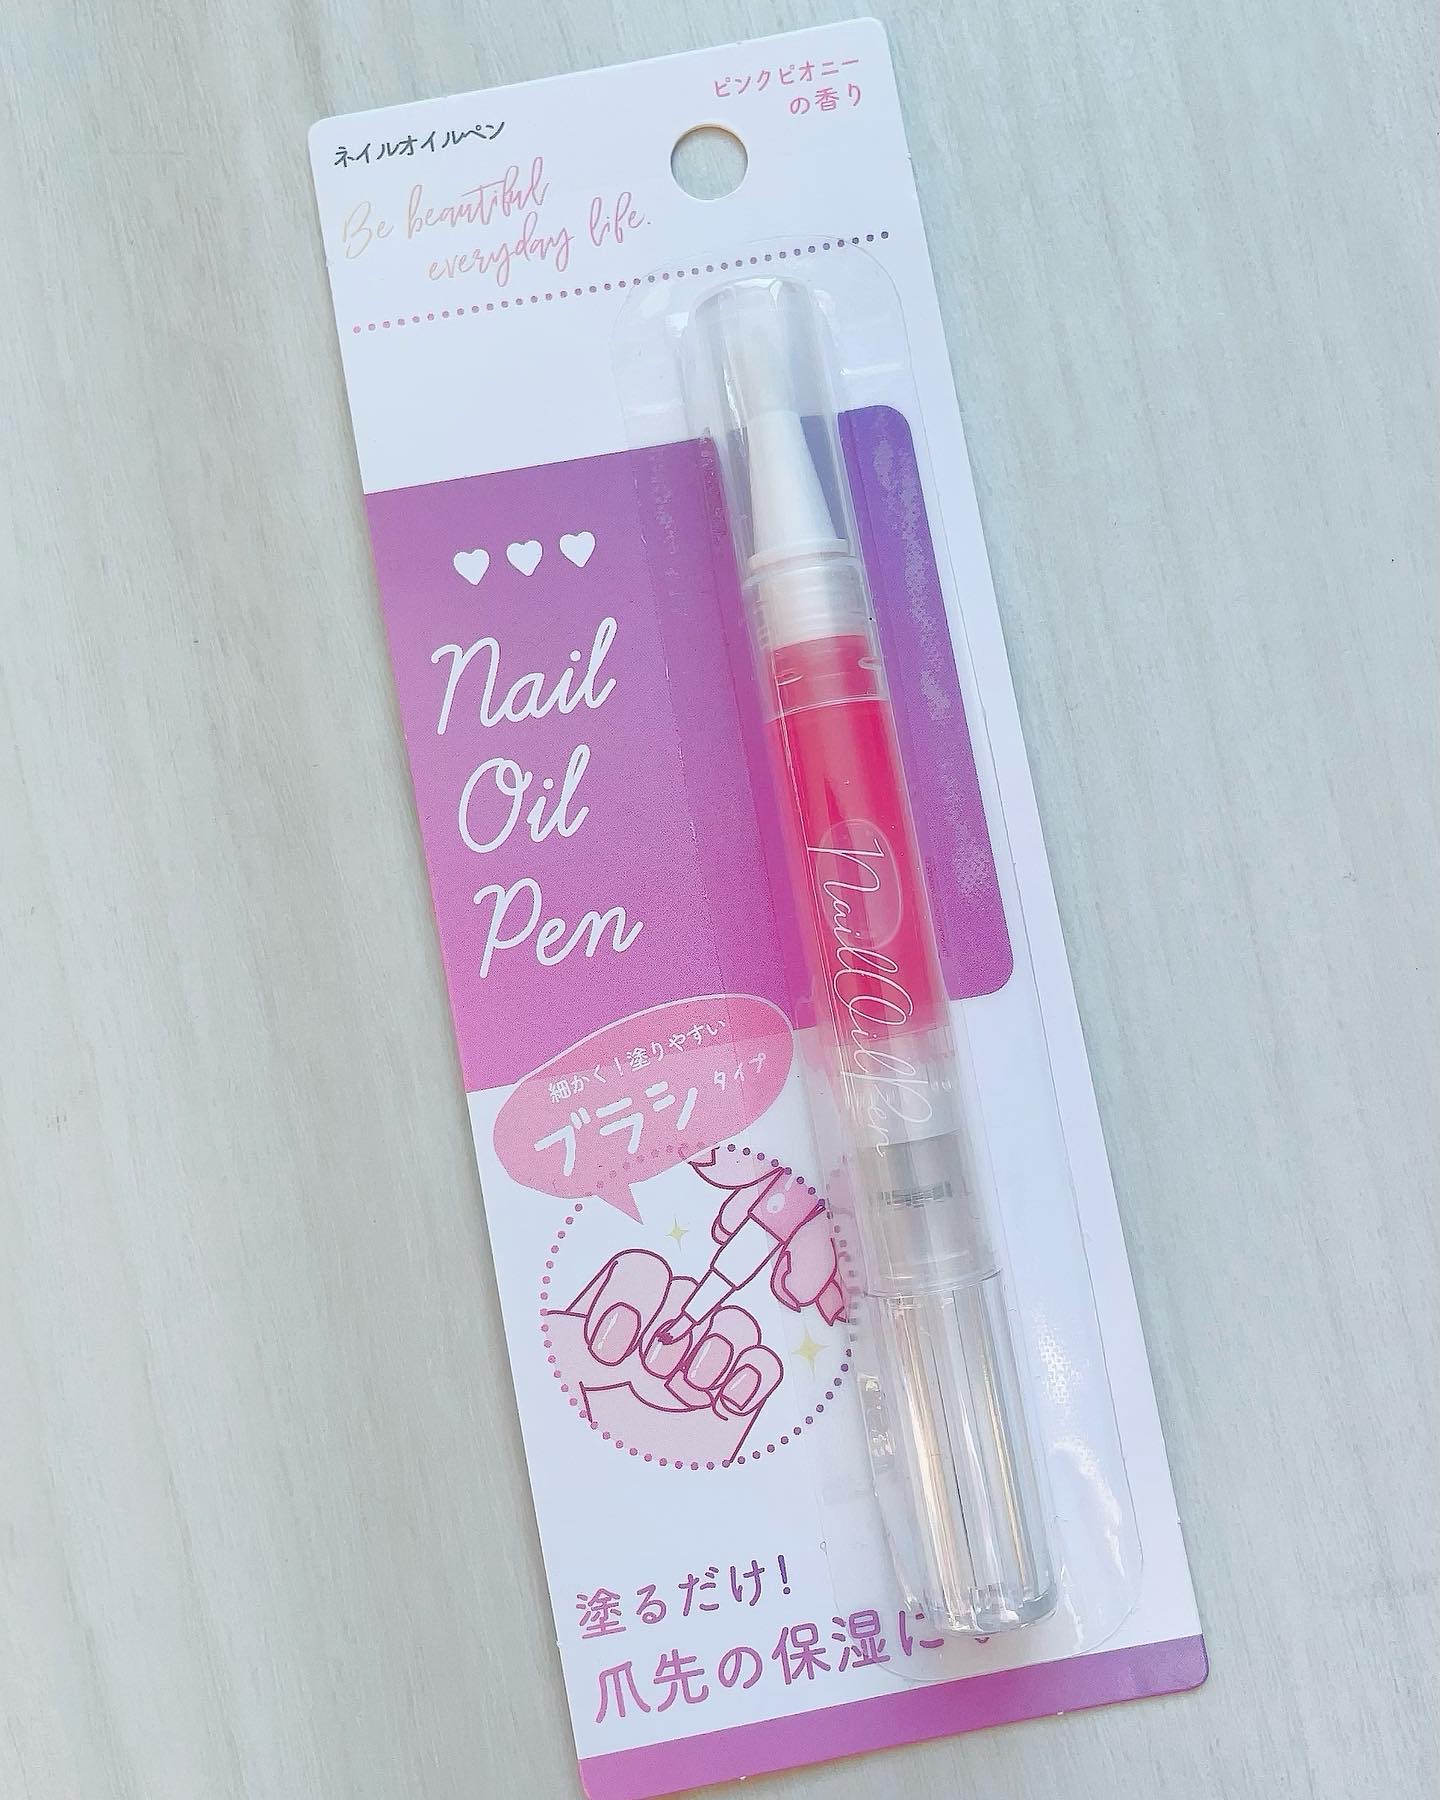 ピンクピオニー
の香り
ネイルオイルペン
Be beautiful
everyday life.
Nail
Oil
Pen
Nail Oil Pen
細かく!塗りやすい
ブラシタイプ
塗るだけ!
爪先の保湿に